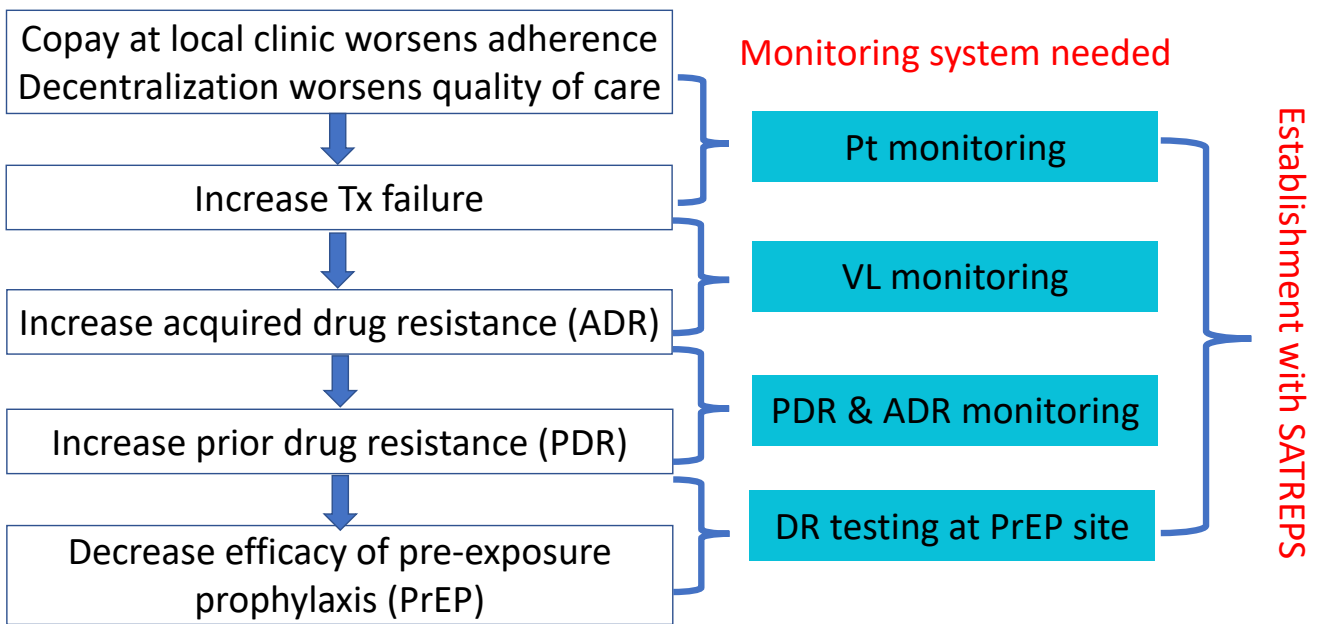 Copay at local clinic worsens adherence
Decentralization worsens quality of care
Increase Tx failure
Increase acquired drug resistance (ADR)
Increase prior drug resistance (PDR)
Decrease efficacy of pre-exposure
prophylaxis (PrEP)
Monitoring system needed
Pt monitoring
VL monitoring
PDR & ADR monitoring
DR testing at PrEP site
Establishment with SATREPS